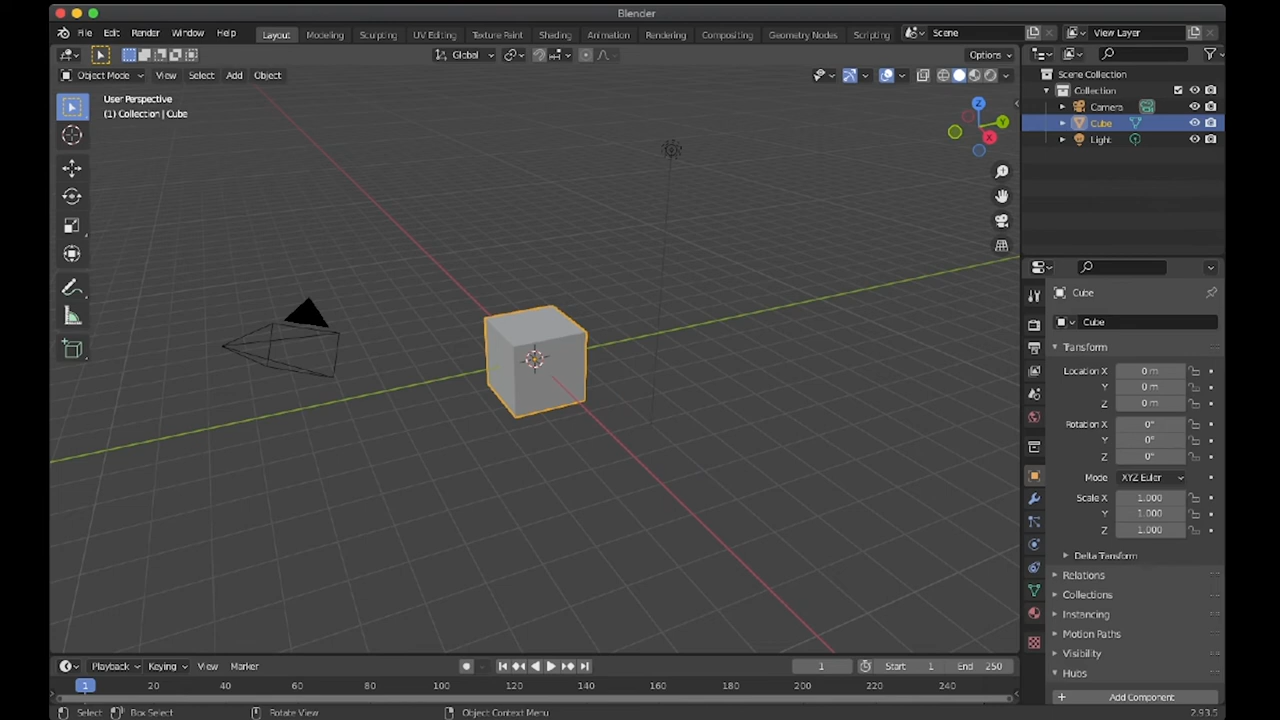 Blender
File Edit Render Window Help Layout Modeling Sculpting UV Editing Texture Paint Shading Animation Rendering Compositing Geometry Nodes Scripting Scene View Layer
Global Options
Object Mode View Select Add Object
User Perspective
(1) Collection | Cube
Z
Y
X
Scene Collection
Collection
Camera
Cube
Light
Cube
Cube
Transform
Location X 0 m
Y 0 m
Z 0 m
Rotation X 0°
Y 0°
Z 0°
Mode XYZ Euler
Scale X 1.000
Y 1.000
Z 1.000
Delta Transform
Relations
Collections
Instancing
Motion Paths
Visibility
Hubs
Add Component
Playback Keying View Marker 1 Start 1 End 250
1 20 40 60 80 100 120 140 160 180 200 220 240
Select Box Select Rotate View Object Context Menu 2.93.5